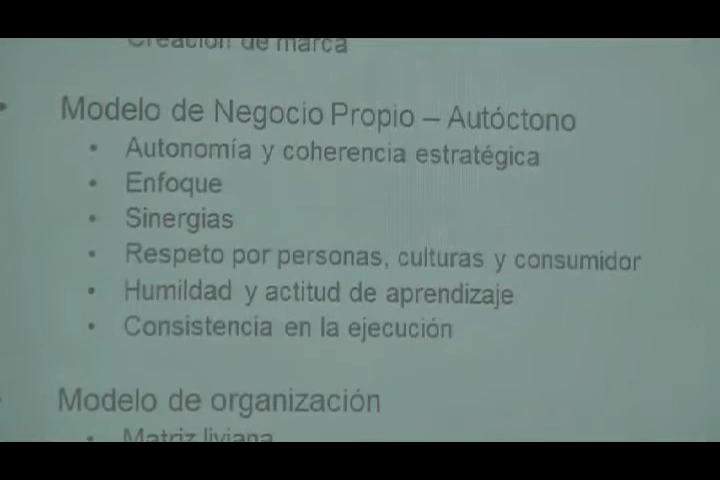 Creación de marca
• Modelo de Negocio Propio – Autóctono
• Autonomía y coherencia estratégica
• Enfoque
• Sinergias
• Respeto por personas, culturas y consumidor
• Humildad y actitud de aprendizaje
• Consistencia en la ejecución
• Modelo de organización
• Matriz liviana